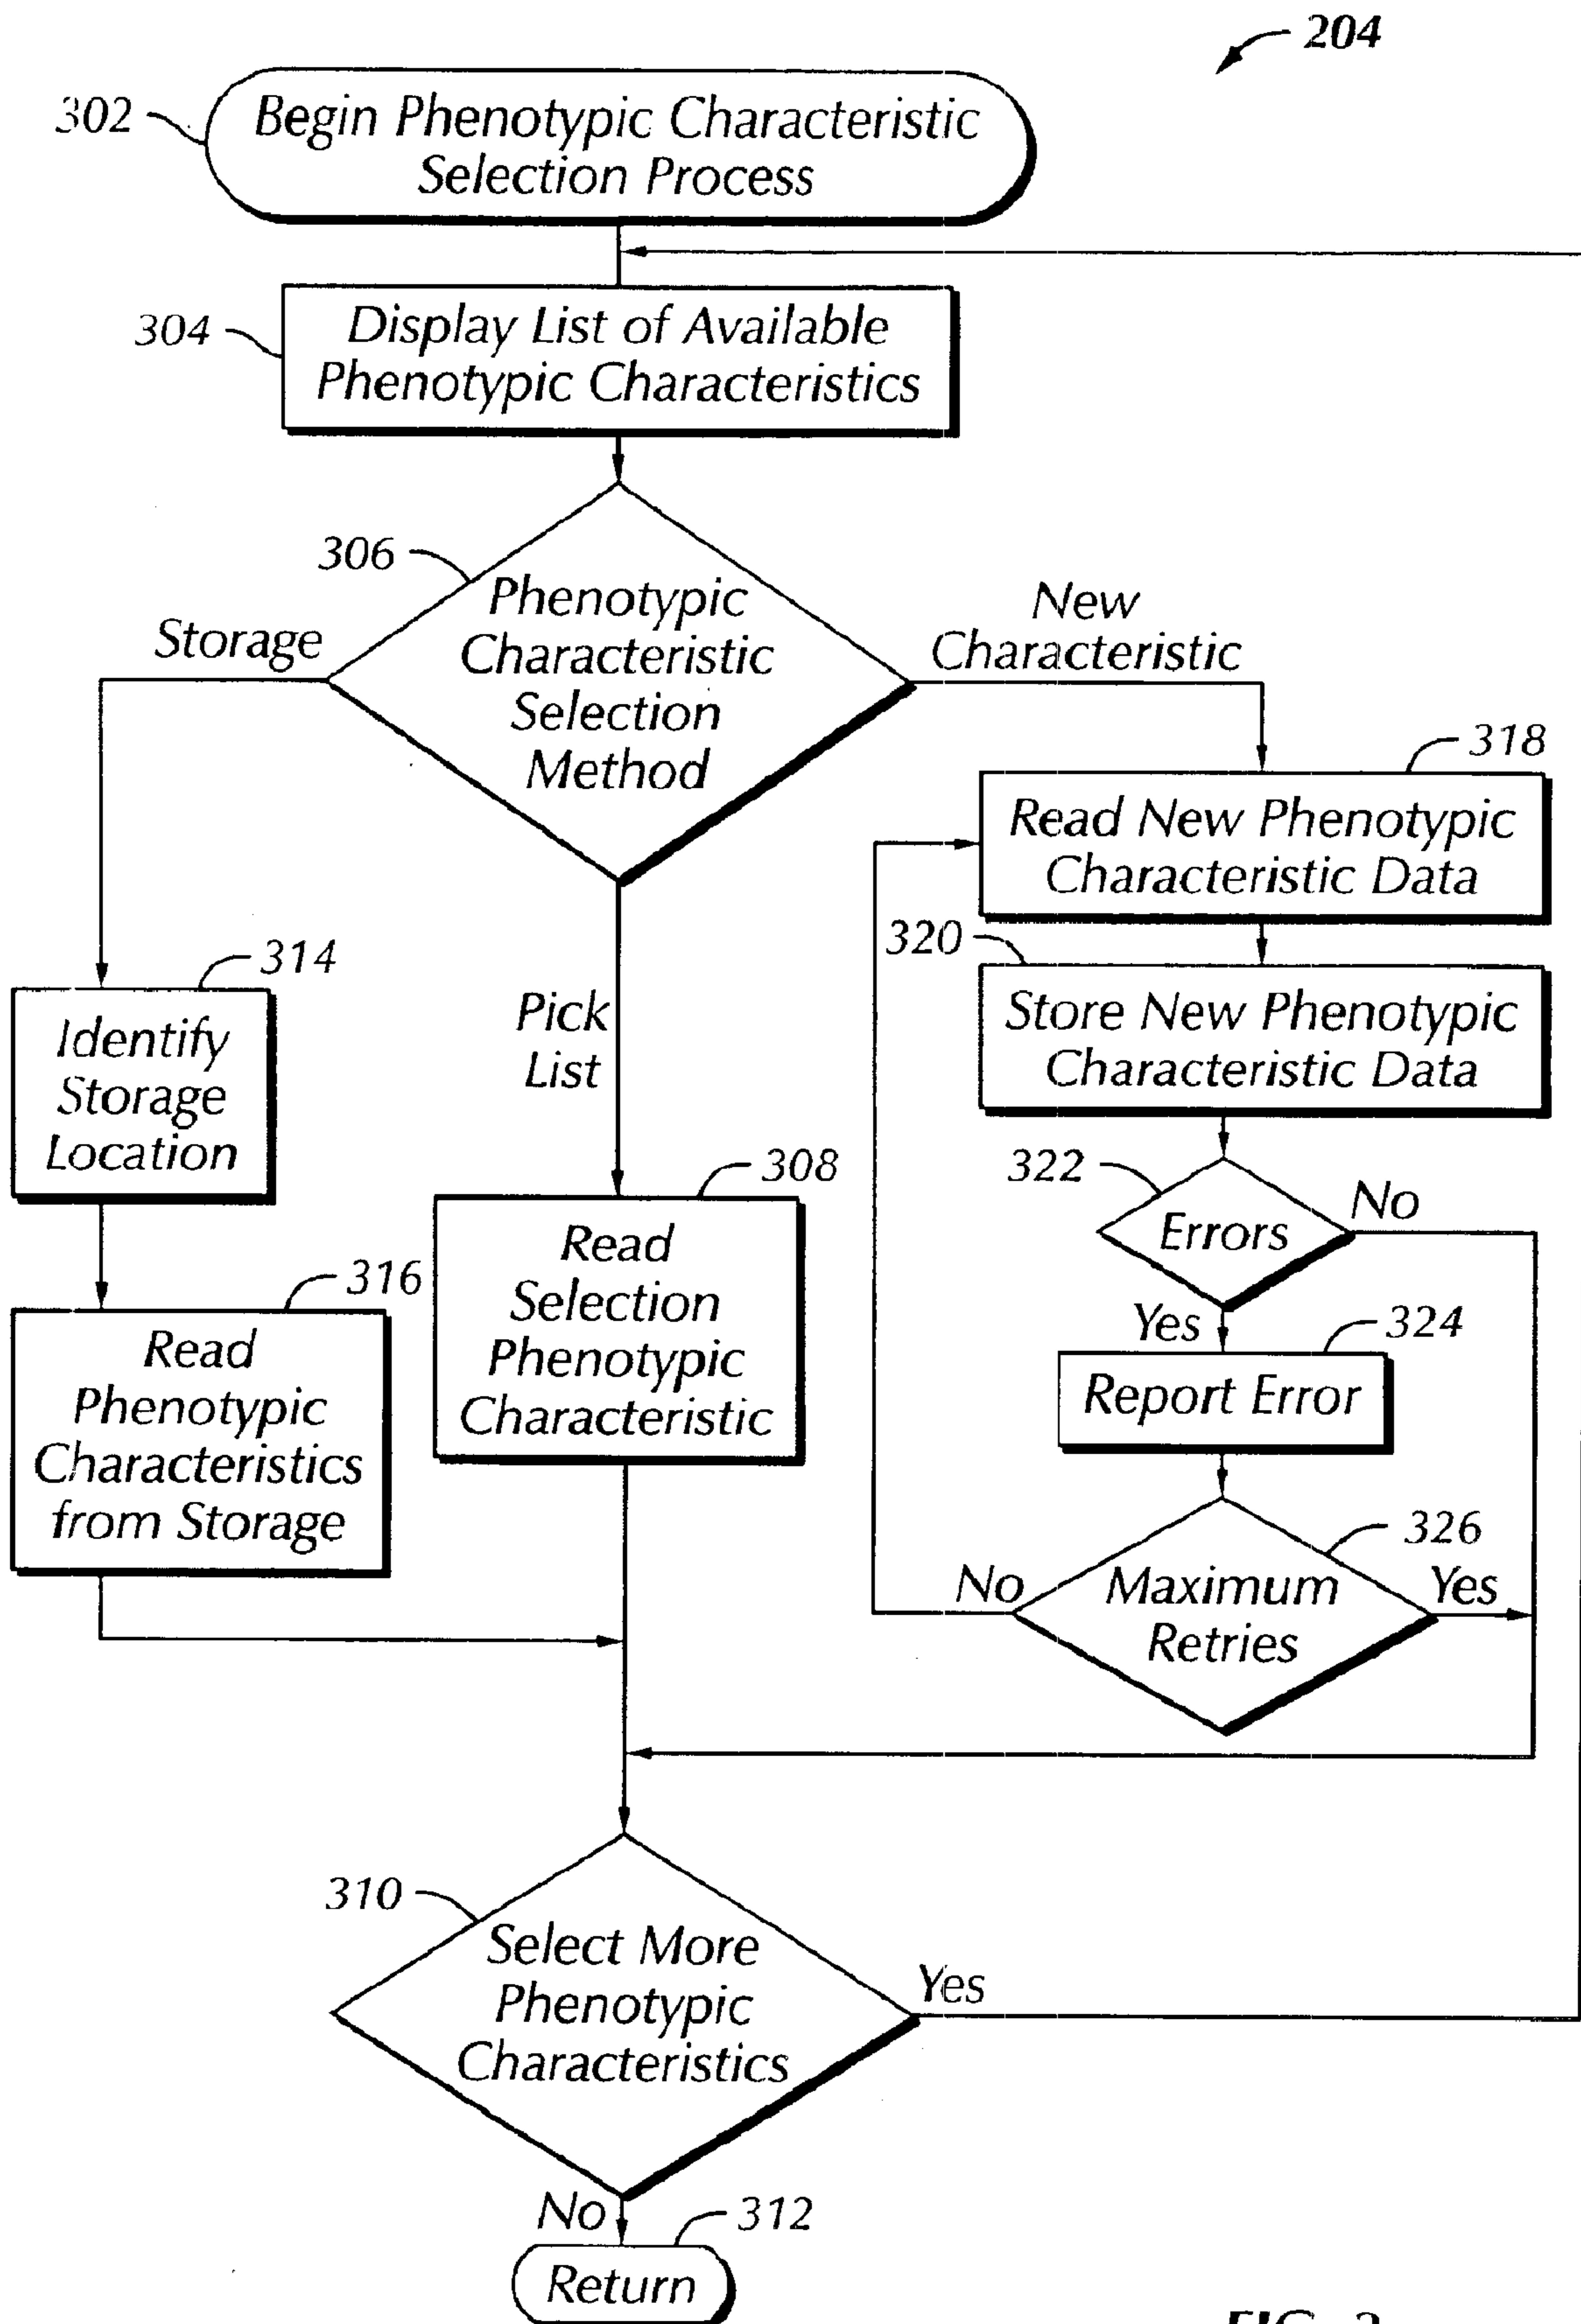 204
302
Begin Phenotypic Characteristic
Selection Process
304
Display List of Available
Phenotypic Characteristics
306
Phenotypic
Characteristic
Selection
Method
Storage
New
Characteristic
318
Read New Phenotypic
Characteristic Data
320
Store New Phenotypic
Characteristic Data
314
Identify
Storage
Location
Pick
List
322
Errors
No
Yes
308
Read
Selection
Phenotypic
Characteristic
316
Read
Phenotypic
Characteristics
from Storage
324
Report Error
326
Maximum
Retries
No
Yes
310
Select More
Phenotypic
Characteristics
Yes
No
312
Return